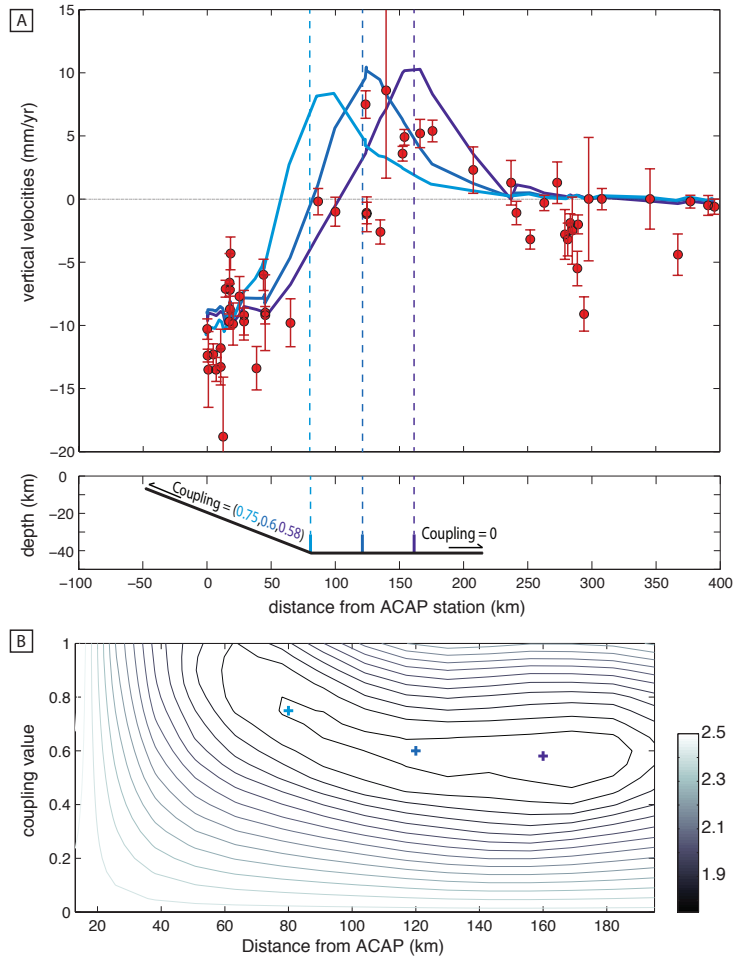 A
15
10
5
0
−5
−10
−15
−20
vertical velocities (mm/yr)
0
−20
−40
depth (km)
Coupling = (0.75,0.6,0.58)
Coupling = 0
−100 −50 0 50 100 150 200 250 300 350 400
distance from ACAP station (km)
B
1
0.8
0.6
0.4
0.2
0
coupling value
20 40 60 80 100 120 140 160 180
Distance from ACAP (km)
2.5
2.3
2.1
1.9